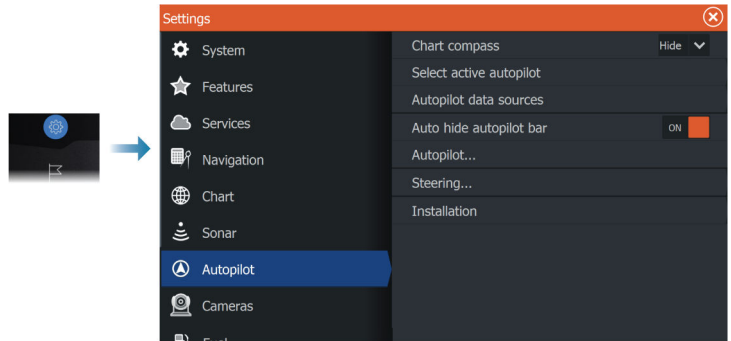 Settings
System
Features
Services
Navigation
Chart
Sonar
Autopilot
Cameras
Chart compass Hide
Select active autopilot
Autopilot data sources
Auto hide autopilot bar ON
Autopilot...
Steering...
Installation